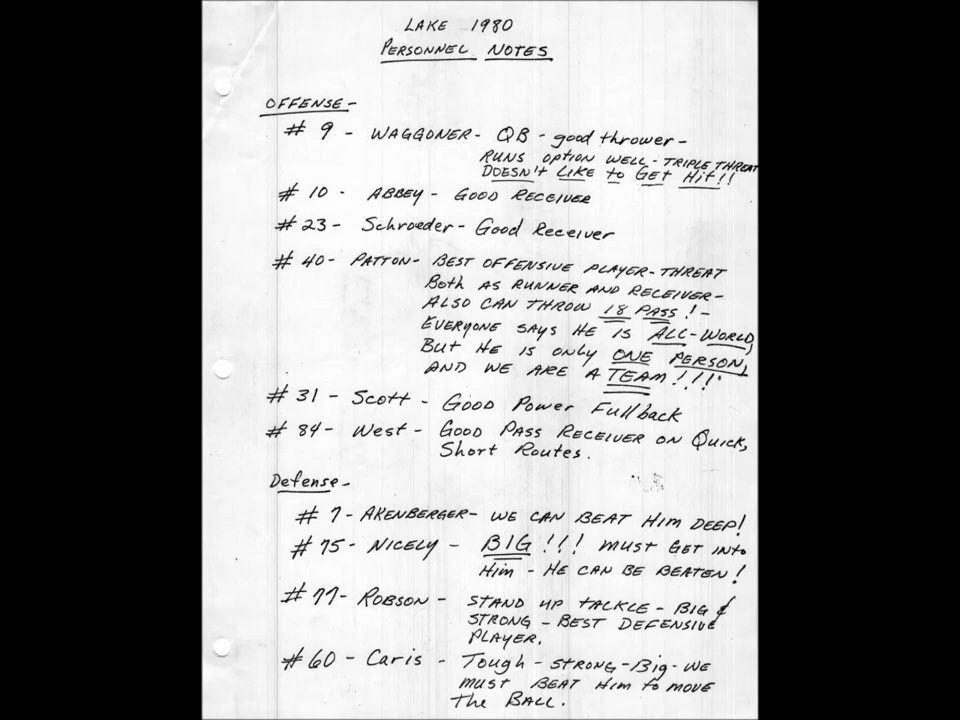 LAKE 1980
PERSONNEL NOTES
OFFENSE-
# 9 - WAGGONER - QB - good thrower -
RUNS OPTION WELL - TRIPLE THREAT
DOESN't LIKE to GET Hit!!
# 10 - ABBEY - GOOD RECEIVER
# 23 - Schroeder - Good Receiver
# 40 - PATTON - BEST OFFENSIVE PLAYER - THREAT
Both AS RUNNER AND RECEIVER -
ALSO CAN THROW 18 PASS! -
EVERYONE SAYS HE IS ALL-WORLD,
BUT HE IS ONLY ONE PERSON,
AND WE ARE A TEAM!!!!
# 31 - Scott - Good Power Fullback
# 84 - West - GOOD PASS RECEIVER ON Quick,
Short Routes.
Defense -
# 7 - AKENBERGER - WE CAN BEAT HIM DEEP!
# 75 - NICELY - BIG!!! MUST GET INTO
Him - HE CAN BE BEATEN!
# 77 - ROBSON - STAND UP tACKLE - BIG &
STRONG - BEST DEFENSIVE
PLAYER.
# 60 - Caris - Tough - STRONG - Big - WE
MUST BEAT HIM to MOVE
the BALL.